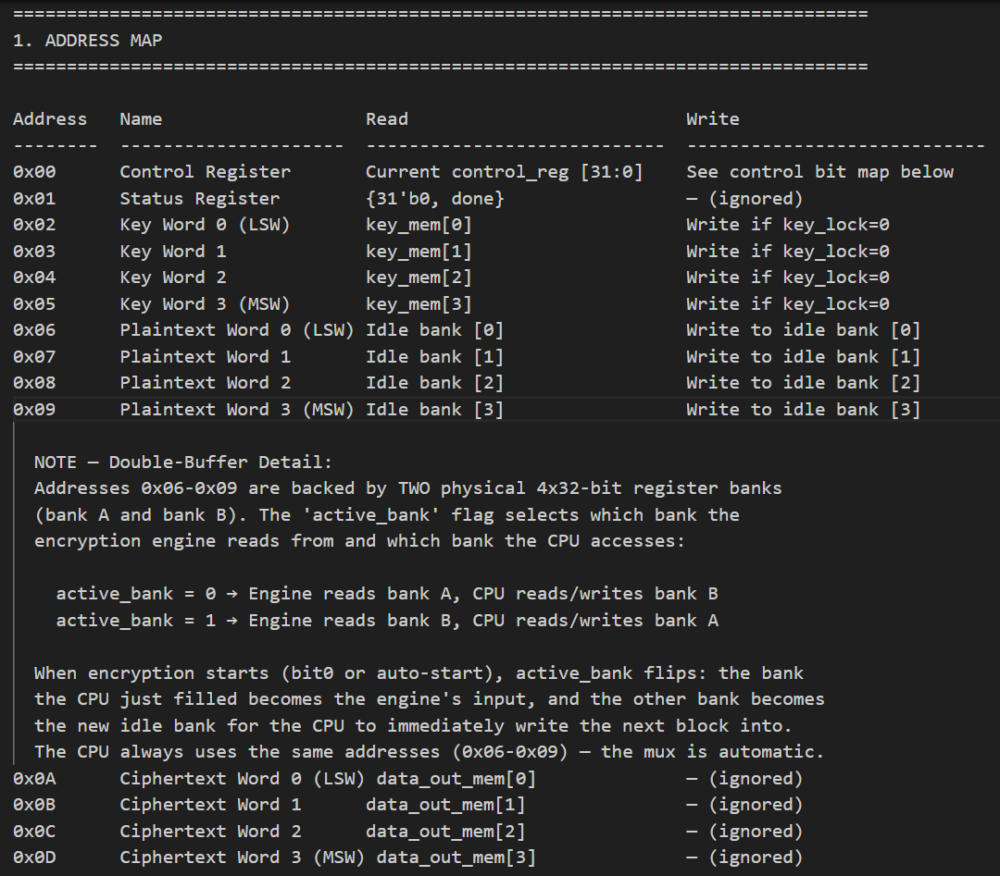 ================================================================================
1. ADDRESS MAP
================================================================================
Address   Name                   Read                          Write
--------  ---------------------  ----------------------------  ----------------------------
0x00      Control Register       Current control_reg [31:0]    See control bit map below
0x01      Status Register        {31'b0, done}                 — (ignored)
0x02      Key Word 0 (LSW)       key_mem[0]                    Write if key_lock=0
0x03      Key Word 1             key_mem[1]                    Write if key_lock=0
0x04      Key Word 2             key_mem[2]                    Write if key_lock=0
0x05      Key Word 3 (MSW)       key_mem[3]                    Write if key_lock=0
0x06      Plaintext Word 0 (LSW) Idle bank [0]                 Write to idle bank [0]
0x07      Plaintext Word 1       Idle bank [1]                 Write to idle bank [1]
0x08      Plaintext Word 2       Idle bank [2]                 Write to idle bank [2]
0x09      Plaintext Word 3 (MSW) Idle bank [3]                 Write to idle bank [3]
  NOTE — Double-Buffer Detail:
  Addresses 0x06-0x09 are backed by TWO physical 4x32-bit register banks
  (bank A and bank B). The 'active_bank' flag selects which bank the
  encryption engine reads from and which bank the CPU accesses:
    active_bank = 0 → Engine reads bank A, CPU reads/writes bank B
    active_bank = 1 → Engine reads bank B, CPU reads/writes bank A
  When encryption starts (bit0 or auto-start), active_bank flips: the bank
  the CPU just filled becomes the engine's input, and the other bank becomes
  the new idle bank for the CPU to immediately write the next block into.
  The CPU always uses the same addresses (0x06-0x09) — the mux is automatic.
0x0A      Ciphertext Word 0 (LSW) data_out_mem[0]              — (ignored)
0x0B      Ciphertext Word 1      data_out_mem[1]               — (ignored)
0x0C      Ciphertext Word 2      data_out_mem[2]               — (ignored)
0x0D      Ciphertext Word 3 (MSW) data_out_mem[3]              — (ignored)